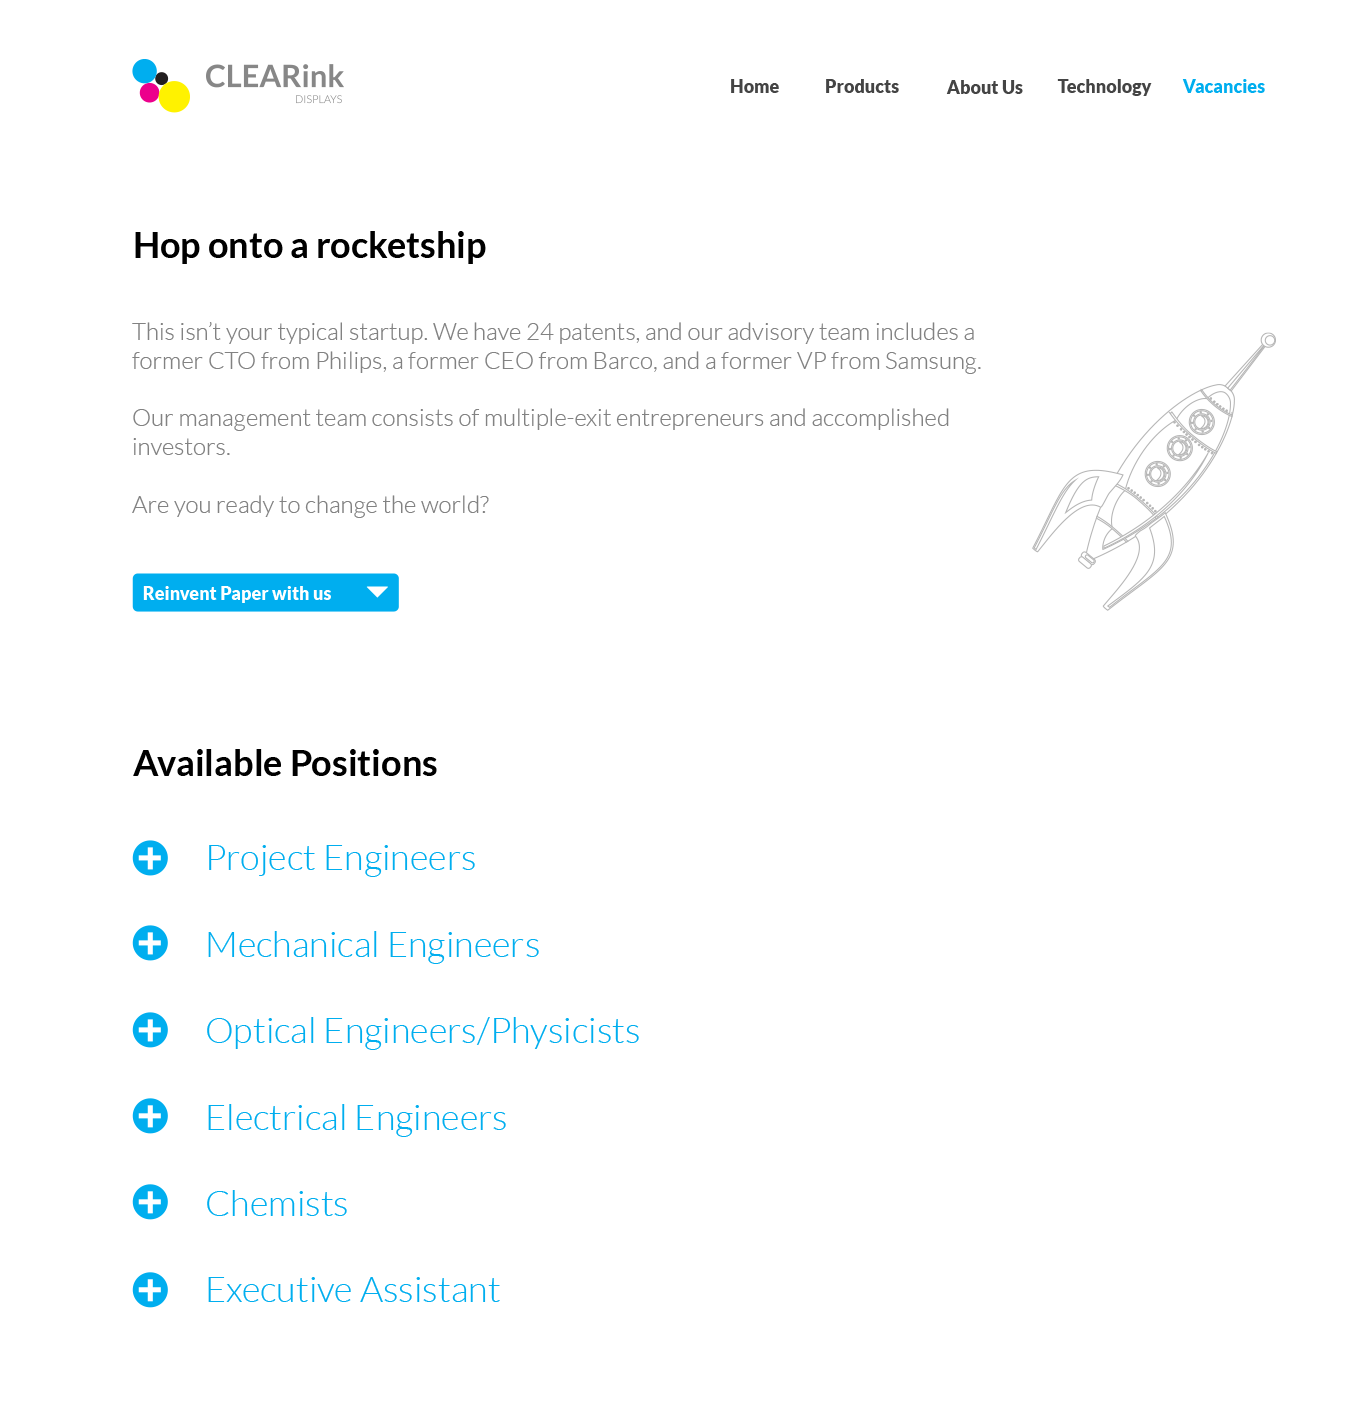 CLEARink
DISPLAYS
Home Products About Us Technology Vacancies
Hop onto a rocketship
This isn’t your typical startup. We have 24 patents, and our advisory team includes a
former CTO from Philips, a former CEO from Barco, and a former VP from Samsung.
Our management team consists of multiple-exit entrepreneurs and accomplished
investors.
Are you ready to change the world?
Reinvent Paper with us
Available Positions
Project Engineers
Mechanical Engineers
Optical Engineers/Physicists
Electrical Engineers
Chemists
Executive Assistant